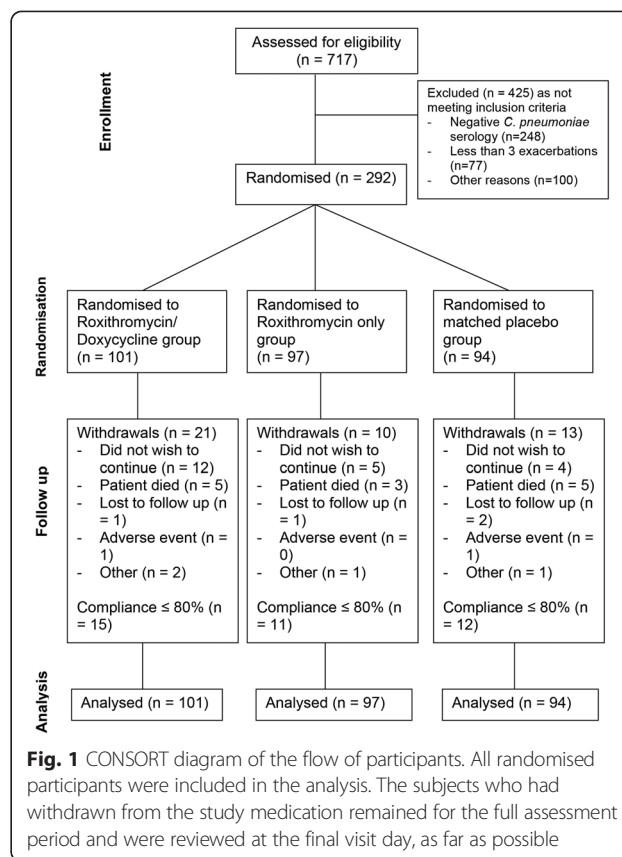 Enrollment
Assessed for eligibility
(n = 717)
Excluded (n = 425) as not
meeting inclusion criteria
- Negative C. pneumoniae
serology (n=248)
- Less than 3 exacerbations
(n=77)
- Other reasons (n=100)
Randomised (n = 292)
Randomisation
Randomised to
Roxithromycin/
Doxycycline group
(n = 101)
Randomised to
Roxithromycin only
group
(n = 97)
Randomised to
matched placebo
group
(n = 94)
Follow up
Withdrawals (n = 21)
- Did not wish to
continue (n = 12)
- Patient died (n = 5)
- Lost to follow up (n
= 1)
- Adverse event (n =
1)
- Other (n = 2)
Compliance ≤ 80% (n
= 15)
Withdrawals (n = 10)
- Did not wish to
continue (n = 5)
- Patient died (n = 3)
- Lost to follow up (n
= 1)
- Adverse event (n =
0)
- Other (n = 1)
Compliance ≤ 80% (n
= 11)
Withdrawals (n = 13)
- Did not wish to
continue (n = 4)
- Patient died (n = 5)
- Lost to follow up (n
= 2)
- Adverse event (n =
1)
- Other (n = 1)
Compliance ≤ 80% (n
= 12)
Analysis
Analysed (n = 101)
Analysed (n = 97)
Analysed (n = 94)
Fig. 1 CONSORT diagram of the flow of participants. All randomised
participants were included in the analysis. The subjects who had
withdrawn from the study medication remained for the full assessment
period and were reviewed at the final visit day, as far as possible